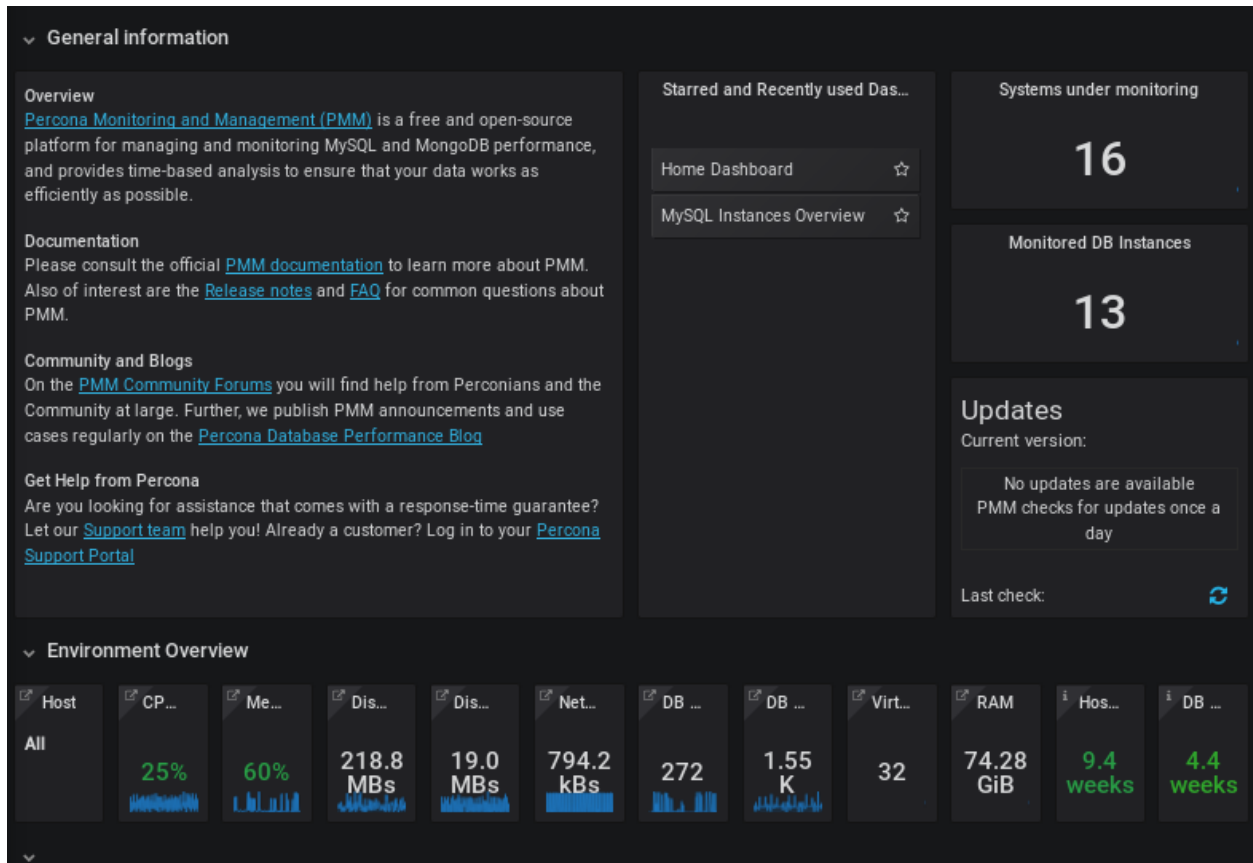 General information
Overview
Percona Monitoring and Management (PMM) is a free and open-source
platform for managing and monitoring MySQL and MongoDB performance,
and provides time-based analysis to ensure that your data works as
efficiently as possible.
Documentation
Please consult the official PMM documentation to learn more about PMM.
Also of interest are the Release notes and FAQ for common questions about
PMM.
Community and Blogs
On the PMM Community Forums you will find help from Perconians and the
Community at large. Further, we publish PMM announcements and use
cases regularly on the Percona Database Performance Blog
Get Help from Percona
Are you looking for assistance that comes with a response-time guarantee?
Let our Support team help you! Already a customer? Log in to your Percona
Support Portal
Starred and Recently used Das...
Home Dashboard
MySQL Instances Overview
Systems under monitoring
16
Monitored DB Instances
13
Updates
Current version:
No updates are available
PMM checks for updates once a
day
Last check:
Environment Overview
Host
All
CP...
25%
Me...
60%
Dis...
218.8
MBs
Dis...
19.0
MBs
Net...
794.2
kBs
DB ...
272
DB ...
1.55
K
Virt...
32
RAM
74.28
GiB
Hos...
9.4
weeks
DB ...
4.4
weeks